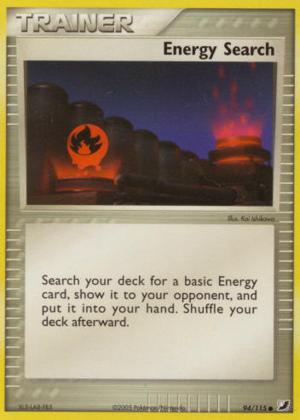 TRAINER
Energy Search
Illus. Kai Ishikawa
Search your deck for a basic Energy
card, show it to your opponent, and
put it into your hand. Shuffle your
deck afterward.
©2005 Pokémon/Nintendo.
94/115